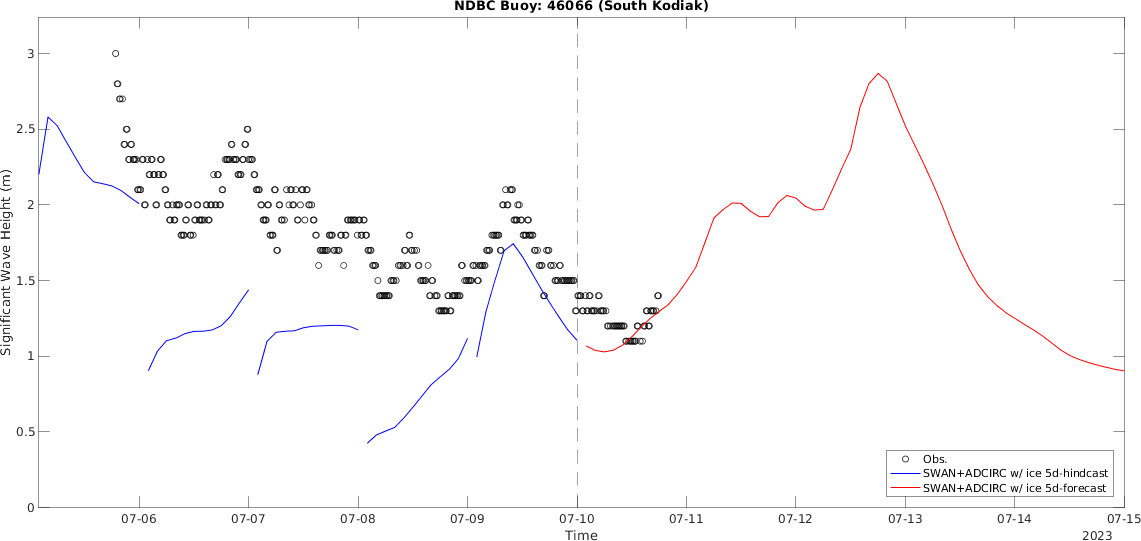 NDBC Buoy: 46066 (South Kodiak)
Significant Wave Height (m)
3
2.5
2
1.5
1
0.5
0
Obs.
SWAN+ADCIRC w/ ice 5d-hindcast
SWAN+ADCIRC w/ ice 5d-forecast
07-06 07-07 07-08 07-09 07-10 07-11 07-12 07-13 07-14 07-15
Time
2023